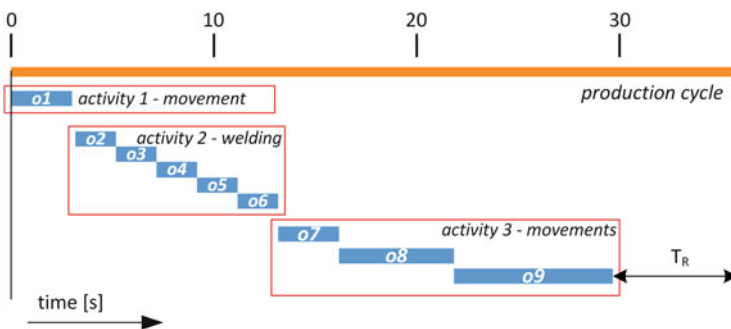 0 10 20 30
production cycle
o1 activity 1 - movement
o2 activity 2 - welding
o3
o4
o5
o6
activity 3 - movements
o7
o8
T_R
o9
time [s]